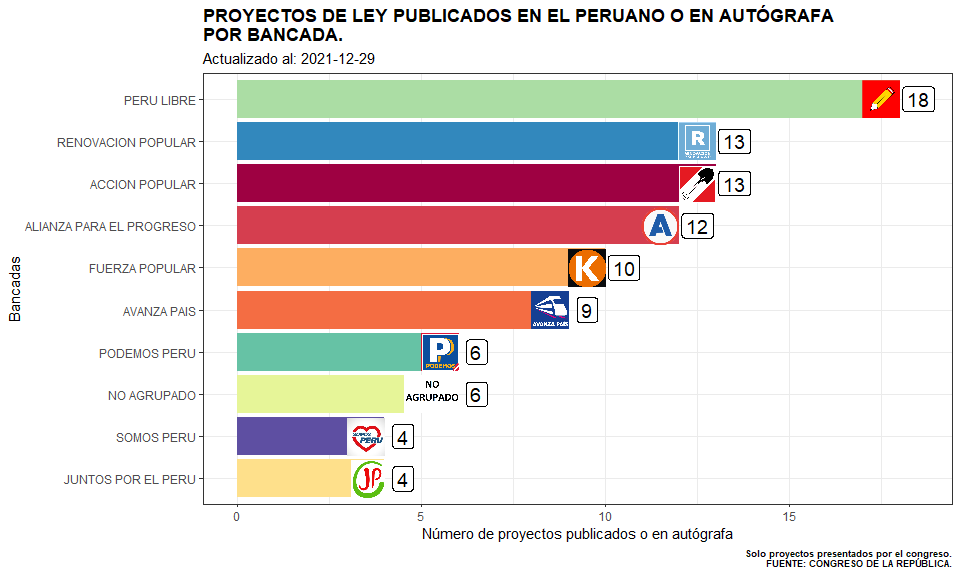 PROYECTOS DE LEY PUBLICADOS EN EL PERUANO O EN AUTÓGRAFA
POR BANCADA.
Actualizado al: 2021-12-29
Bancadas
PERU LIBRE 18
RENOVACION POPULAR R 13
ACCION POPULAR 13
ALIANZA PARA EL PROGRESO A 12
FUERZA POPULAR K 10
AVANZA PAIS AVANZA PAIS 9
PODEMOS PERU P PODEMOS 6
NO AGRUPADO NO AGRUPADO 6
SOMOS PERU SOMOS PERU 4
JUNTOS POR EL PERU JP 4
0 5 10 15
Número de proyectos publicados o en autógrafa
Solo proyectos presentados por el congreso.
FUENTE: CONGRESO DE LA REPÚBLICA.